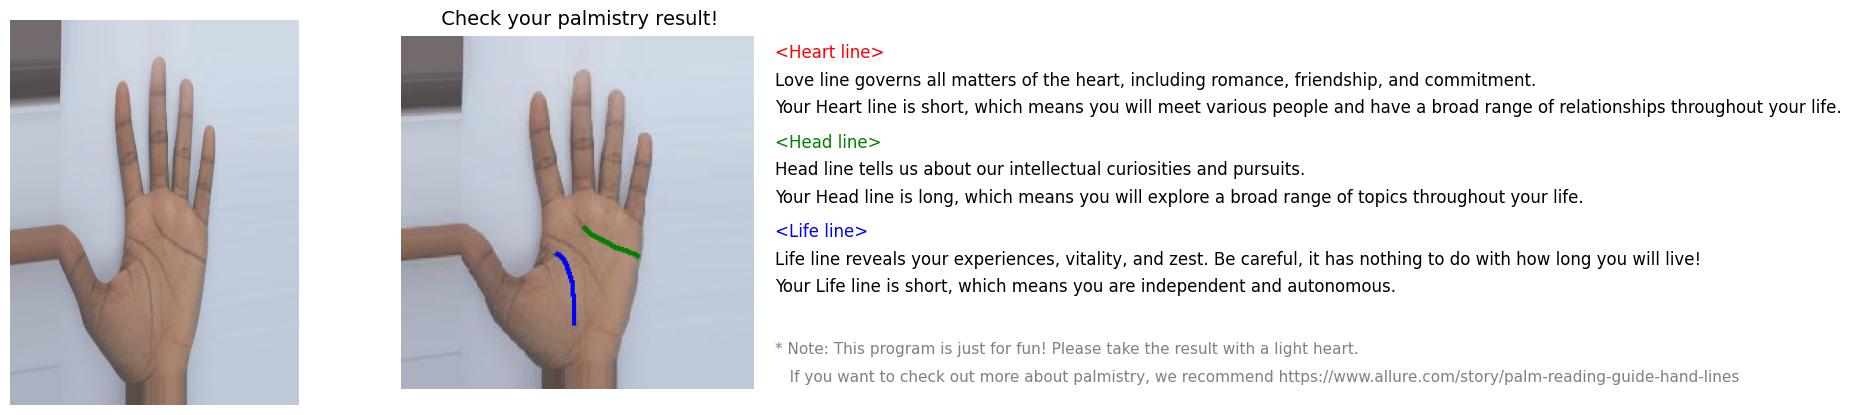 Check your palmistry result!
<Heart line>
Love line governs all matters of the heart, including romance, friendship, and commitment.
Your Heart line is short, which means you will meet various people and have a broad range of relationships throughout your life.
<Head line>
Head line tells us about our intellectual curiosities and pursuits.
Your Head line is long, which means you will explore a broad range of topics throughout your life.
<Life line>
Life line reveals your experiences, vitality, and zest. Be careful, it has nothing to do with how long you will live!
Your Life line is short, which means you are independent and autonomous.
* Note: This program is just for fun! Please take the result with a light heart.
If you want to check out more about palmistry, we recommend https://www.allure.com/story/palm-reading-guide-hand-lines